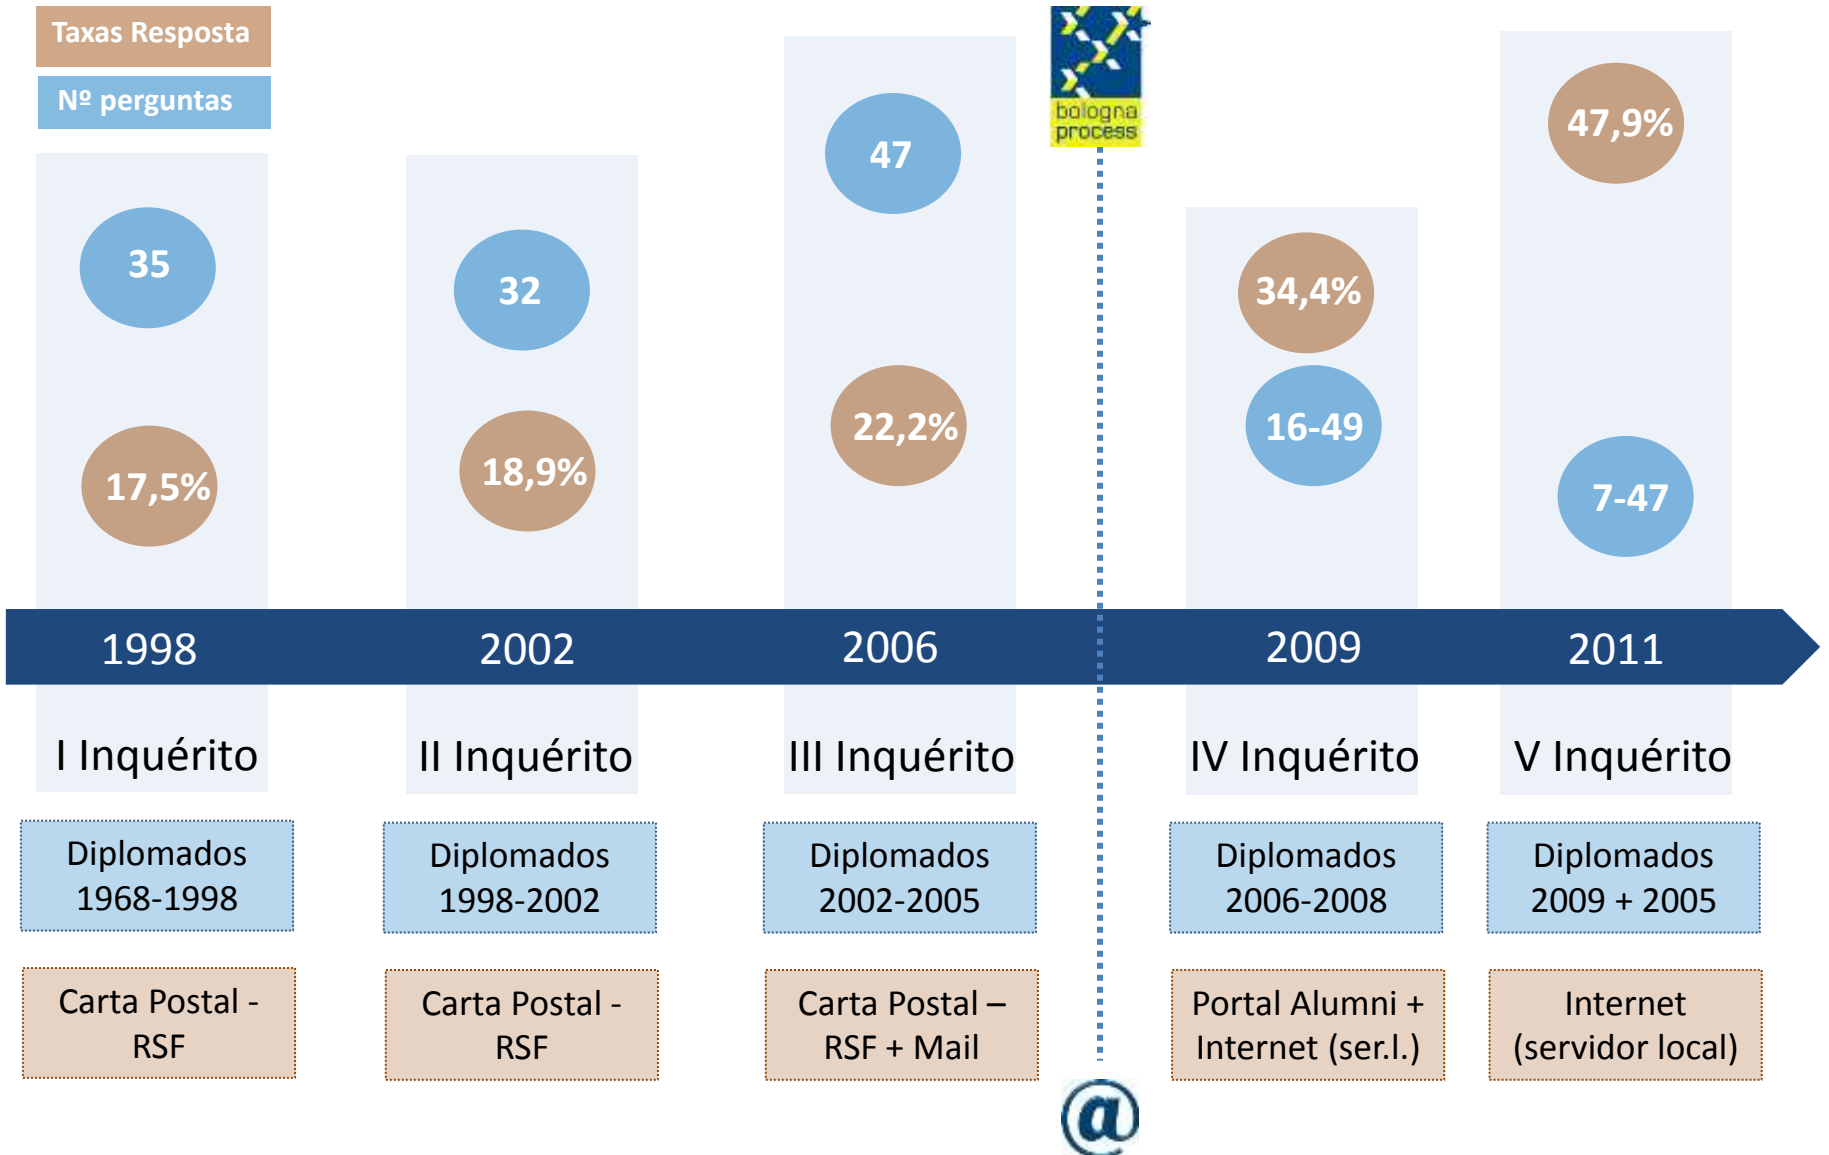 Taxas Resposta
Nº perguntas
bologna
process
35
32
47
34,4%
47,9%
17,5%
18,9%
22,2%
16-49
7-47
1998
2002
2006
2009
2011
I Inquérito
II Inquérito
III Inquérito
IV Inquérito
V Inquérito
Diplomados
1968-1998
Diplomados
1998-2002
Diplomados
2002-2005
Diplomados
2006-2008
Diplomados
2009 + 2005
Carta Postal -
RSF
Carta Postal -
RSF
Carta Postal –
RSF + Mail
Portal Alumni +
Internet (ser.l.)
Internet
(servidor local)
@